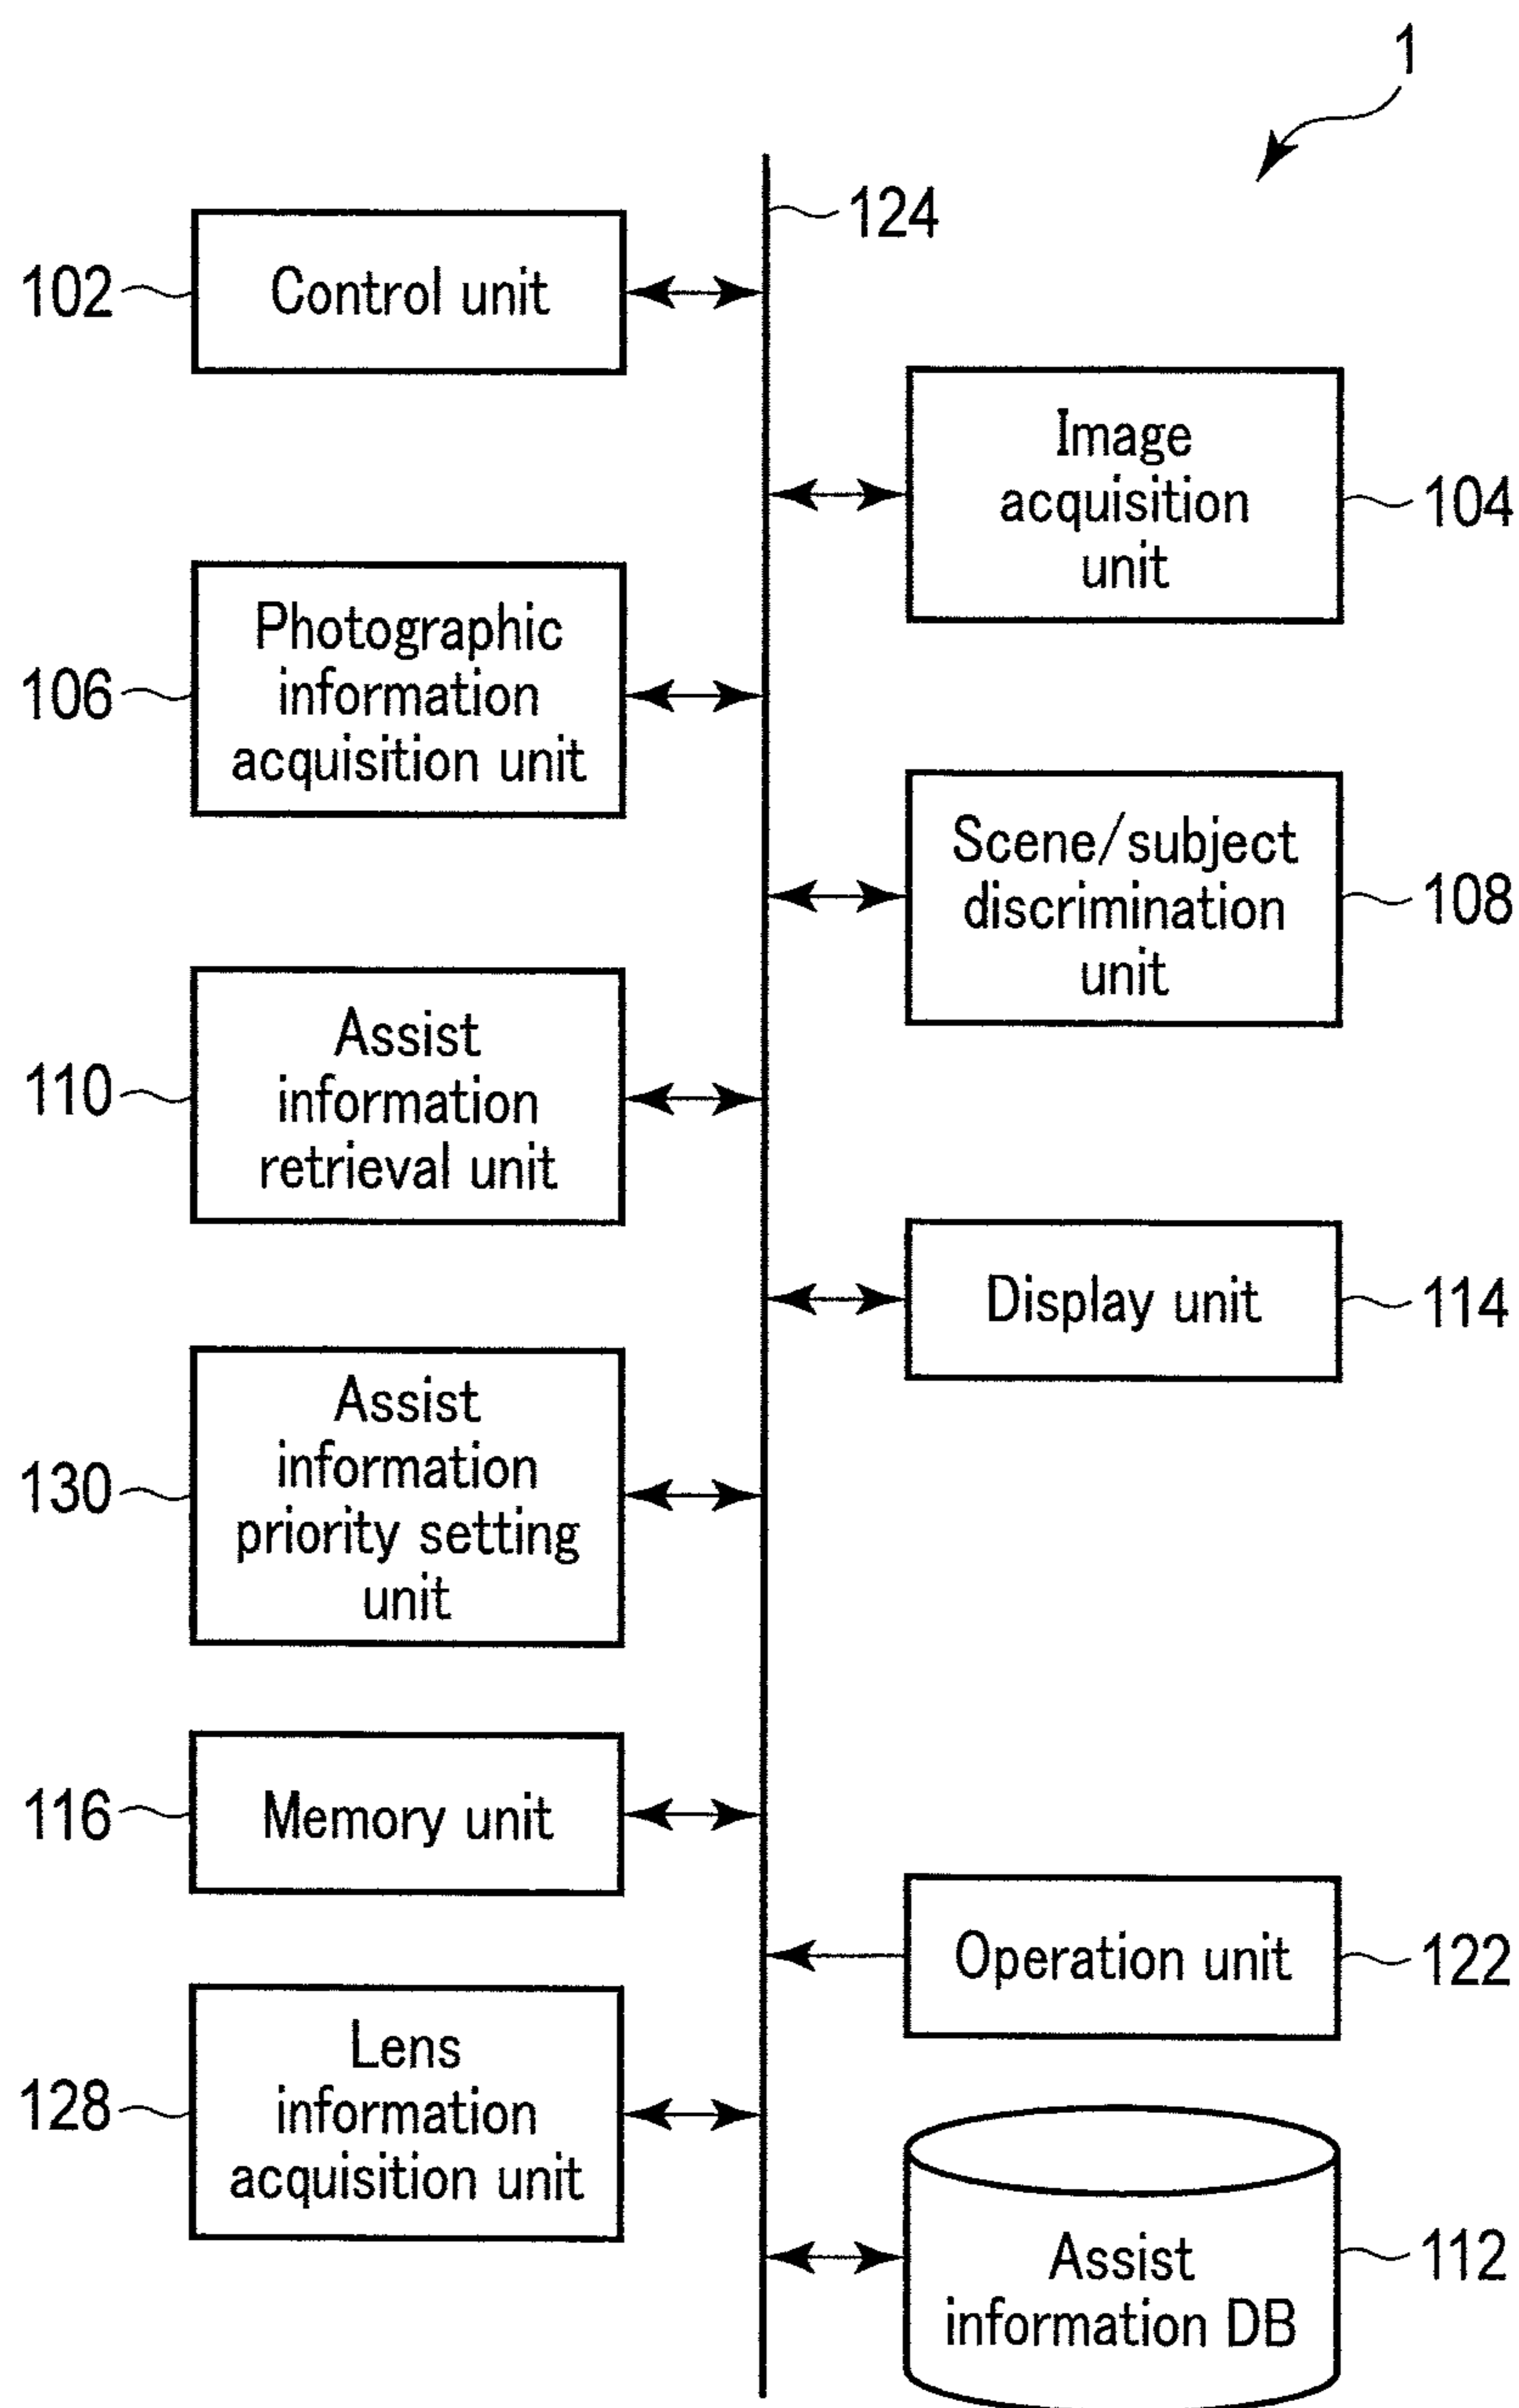 1
124
102
Control unit
Image
acquisition
unit
104
106
Photographic
information
acquisition unit
Scene/subject
discrimination
unit
108
110
Assist
information
retrieval unit
Display unit
114
130
Assist
information
priority setting
unit
116
Memory unit
Operation unit
122
128
Lens
information
acquisition unit
Assist
information DB
112